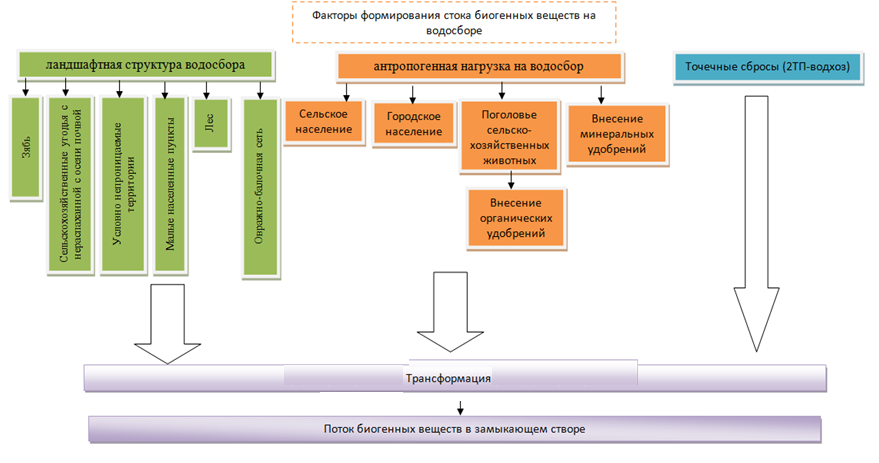 Факторы формирования стока биогенных веществ на
водосборе
ландшафтная структура водосбора
антропогенная нагрузка на водосбор
Точечные сбросы (2ТП-водхоз)
Зябь
Сельскохозяйственные угодья с
нераспаханной с осени почвой
Условно непроницаемые
территории
Малые населенные пункты
Лес
Овражно-балочная сеть
Сельское
население
Городское
население
Поголовье
сельско-
хозяйственных
животных
Внесение
минеральных
удобрений
Внесение
органических
удобрений
Трансформация
Поток биогенных веществ в замыкающем створе